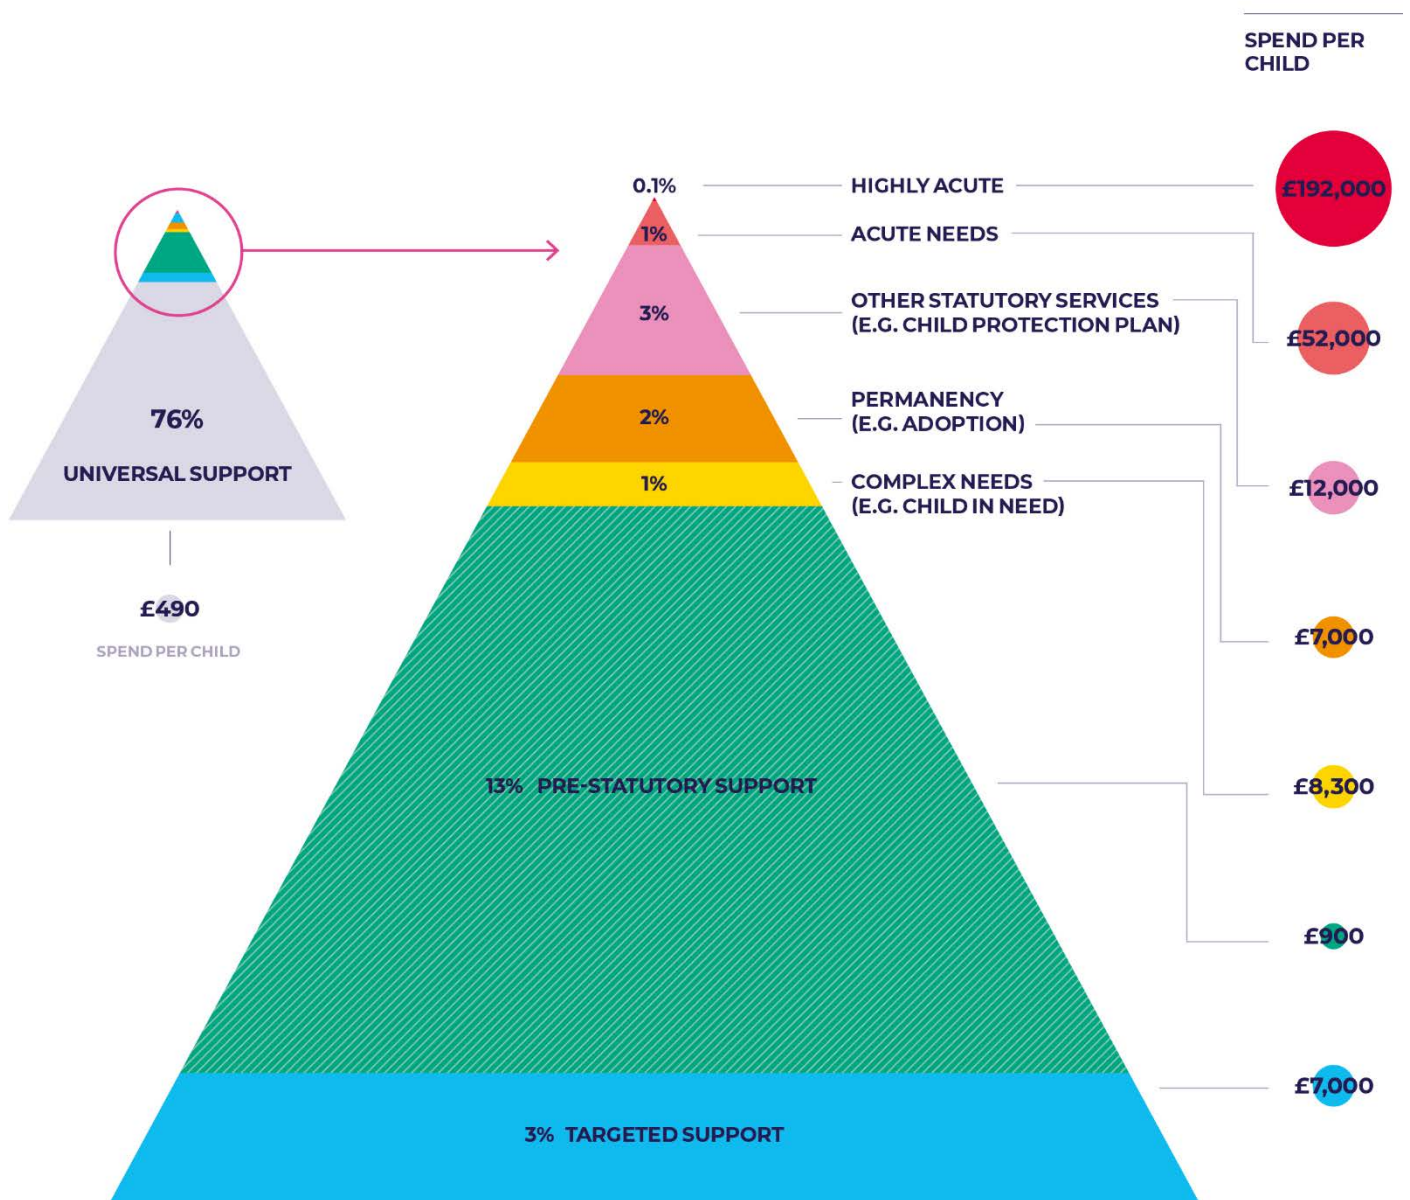 SPEND PER
CHILD
0.1%
HIGHLY ACUTE
£192,000
1%
ACUTE NEEDS
£52,000
3%
OTHER STATUTORY SERVICES
(E.G. CHILD PROTECTION PLAN)
£12,000
2%
PERMANENCY
(E.G. ADOPTION)
£7,000
1%
COMPLEX NEEDS
(E.G. CHILD IN NEED)
£8,300
13% PRE-STATUTORY SUPPORT
£900
3% TARGETED SUPPORT
£7,000
76%
UNIVERSAL SUPPORT
£490
SPEND PER CHILD